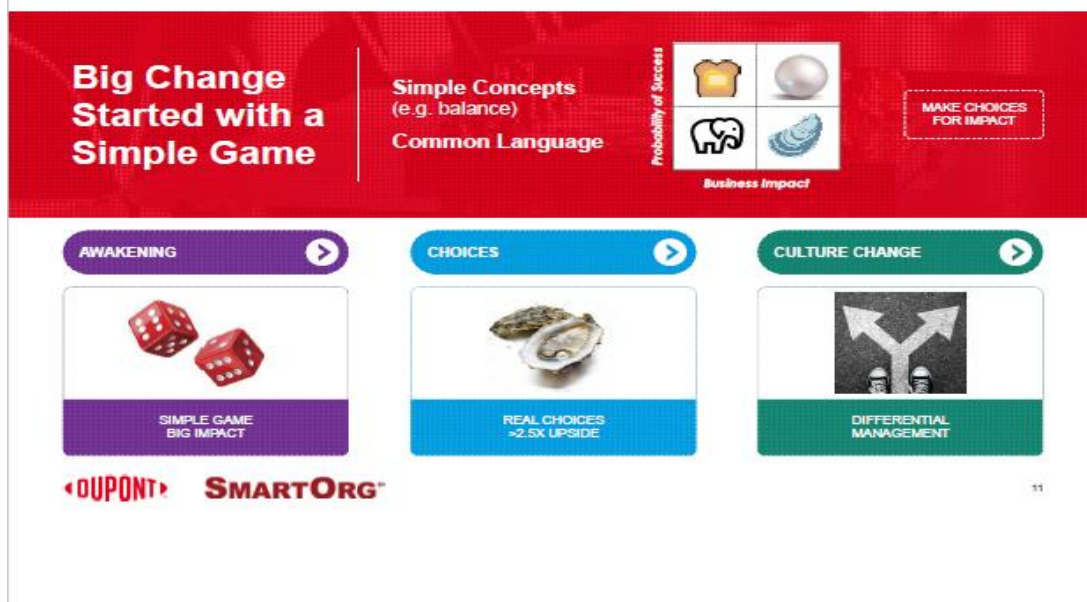 Big Change
Started with a
Simple Game
Simple Concepts
(e.g. balance)
Common Language
Probability of Success
Business Impact
MAKE CHOICES
FOR IMPACT
AWAKENING
CHOICES
CULTURE CHANGE
SIMPLE GAME
BIG IMPACT
REAL CHOICES
>2.5X UPSIDE
DIFFERENTIAL
MANAGEMENT
DUPONT
SMARTORG
11